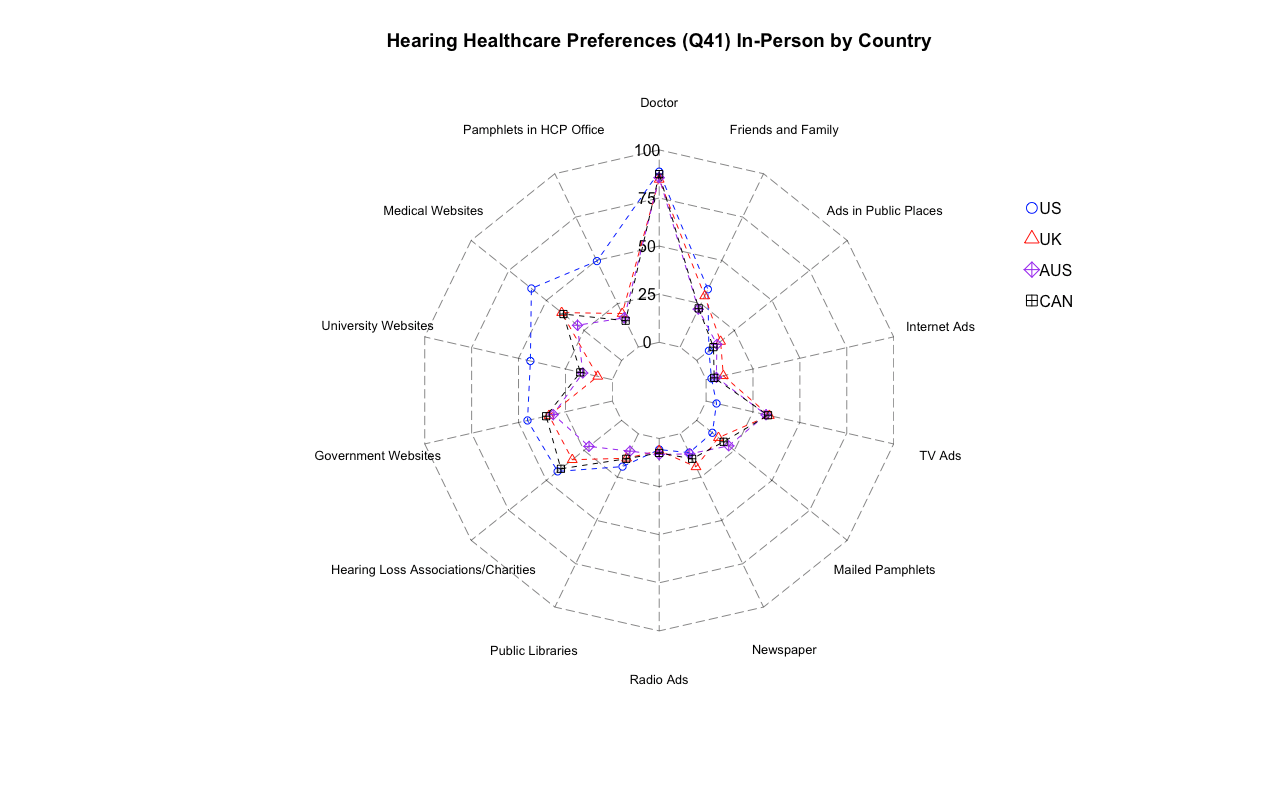 Hearing Healthcare Preferences (Q41) In-Person by Country
Doctor
Pamphlets in HCP Office
Friends and Family
100
Medical Websites
75
Ads in Public Places
US
UK
50
AUS
25
CAN
University Websites
Internet Ads
0
Government Websites
TV Ads
Hearing Loss Associations/Charities
Mailed Pamphlets
Public Libraries
Newspaper
Radio Ads